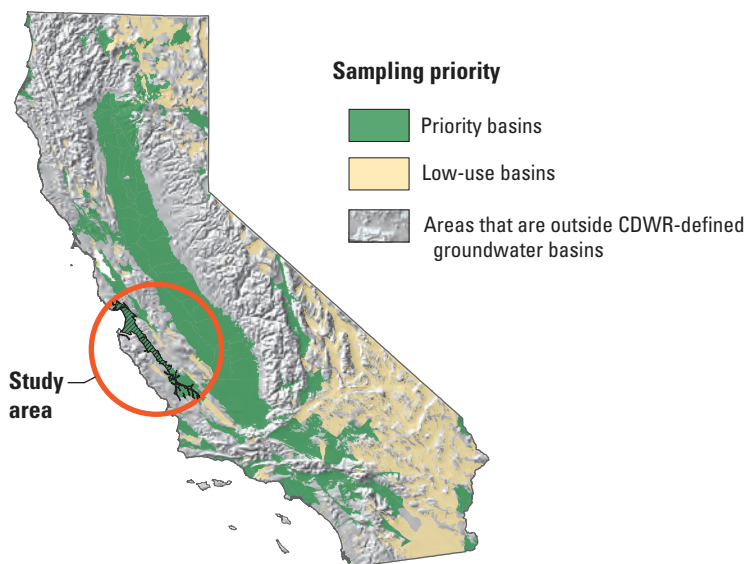 Sampling priority
Priority basins
Low-use basins
Areas that are outside CDWR-defined
groundwater basins
Study
area